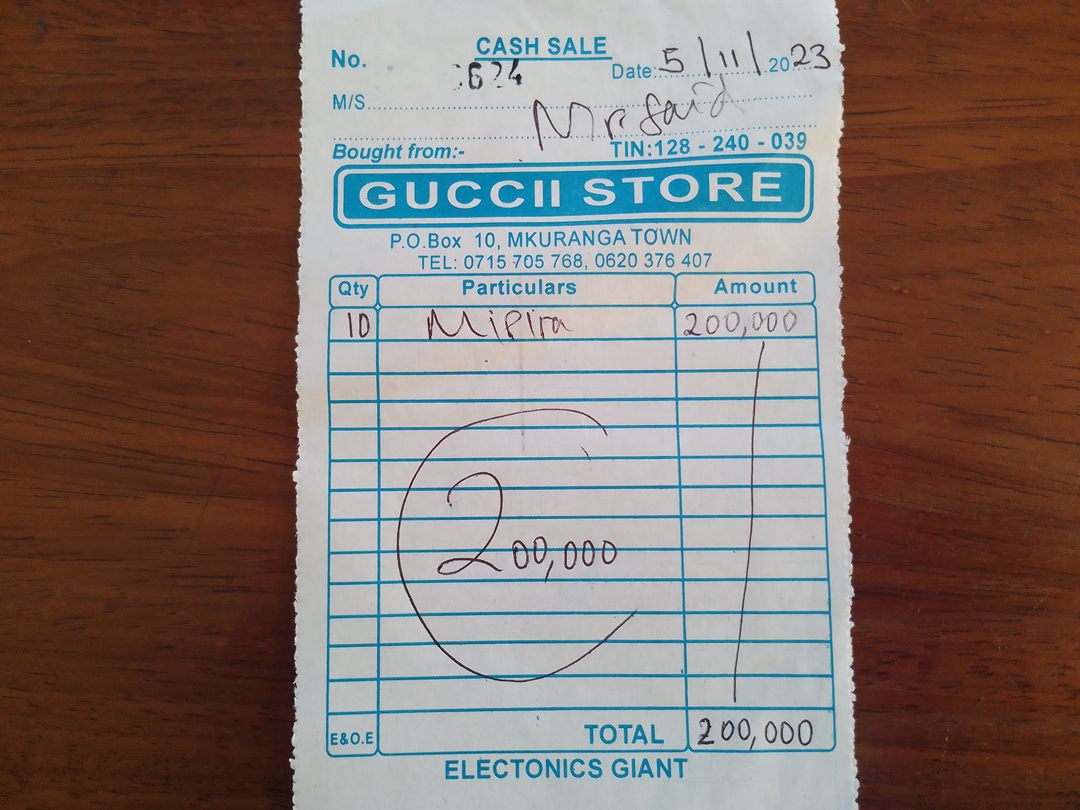 CASH SALE
No. 624 Date: 5/11/2023
M/S Mr Said
Bought from:- TIN:128 - 240 - 039
GUCCII STORE
P.O.Box 10, MKURANGA TOWN
TEL: 0715 705 768, 0620 376 407
Qty Particulars Amount
10 Mipira 200,000
200,000
E&O.E TOTAL 200,000
ELECTONICS GIANT